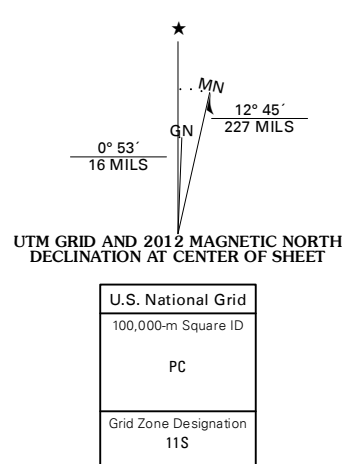 MN
12° 45´
227 MILS
GN
0° 53´
16 MILS
UTM GRID AND 2012 MAGNETIC NORTH
DECLINATION AT CENTER OF SHEET
U.S. National Grid
100,000-m Square ID
PC
Grid Zone Designation
11S